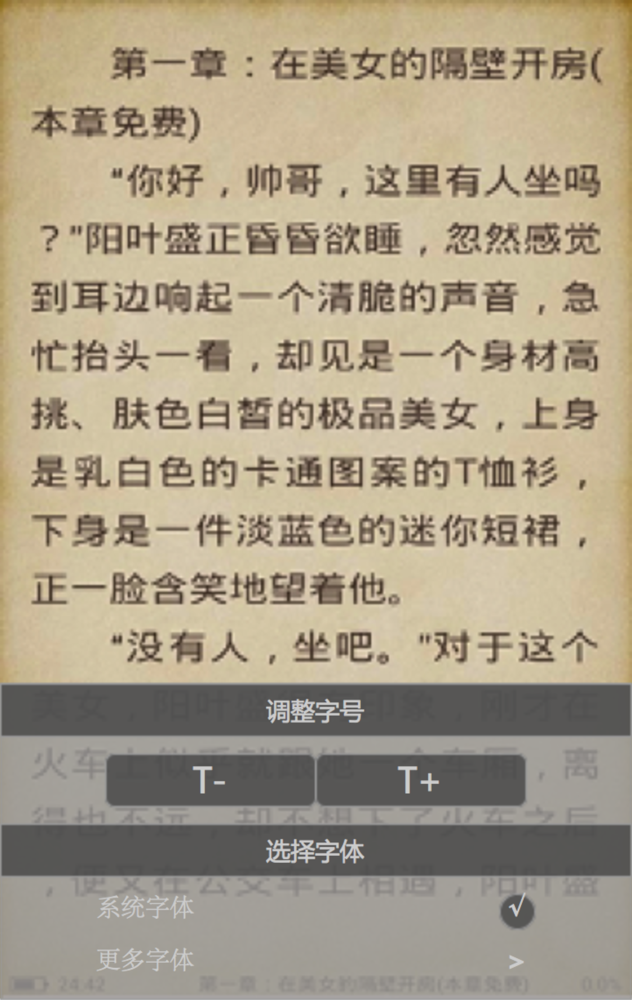 第一章：在美女的隔壁开房(
本章免费)
“你好，帅哥，这里有人坐吗
？”阳叶盛正昏昏欲睡，忽然感觉
到耳边响起一个清脆的声音，急
忙抬头一看，却见是一个身材高
挑、肤色白皙的极品美女，上身
是乳白色的卡通图案的T恤衫，
下身是一件淡蓝色的迷你短裙，
正一脸含笑地望着他。
“没有人，坐吧。”对于这个
美女，阳叶盛很有印象，刚才在
调整字号
火车上似乎就跟她一个车厢，离
T-
T+
得也不远，却不想下了火车之后
选择字体
，便又在公交车上相遇，阳叶盛
系统字体
√
更多字体
>
24:42
第一章：在美女的隔壁开房(本章免费)
0.0%